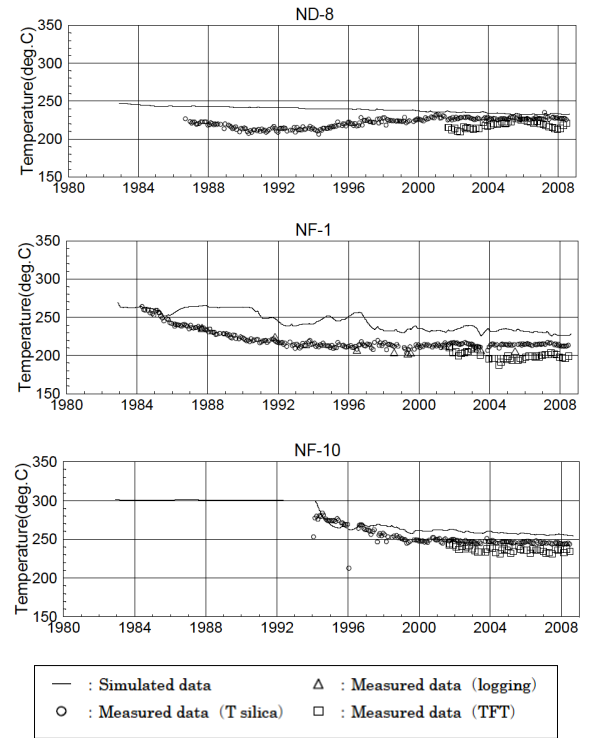 ND-8
Temperature(deg.C)
350
300
250
200
150
1980 1984 1988 1992 1996 2000 2004 2008
NF-1
Temperature(deg.C)
350
300
250
200
150
1980 1984 1988 1992 1996 2000 2004 2008
NF-10
Temperature(deg.C)
350
300
250
200
150
1980 1984 1988 1992 1996 2000 2004 2008
: Simulated data : Measured data (logging)
: Measured data (T silica) : Measured data (TFT)